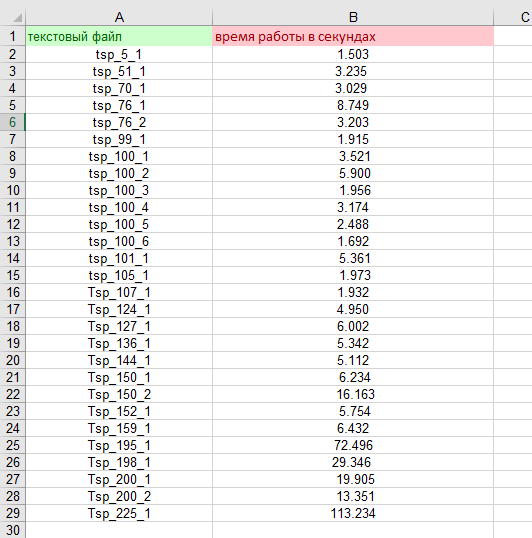 A B C
1 текстовый файл время работы в секундах
2 tsp_5_1 1.503
3 tsp_51_1 3.235
4 tsp_70_1 3.029
5 tsp_76_1 8.749
6 tsp_76_2 3.203
7 tsp_99_1 1.915
8 tsp_100_1 3.521
9 tsp_100_2 5.900
10 tsp_100_3 1.956
11 tsp_100_4 3.174
12 tsp_100_5 2.488
13 tsp_100_6 1.692
14 tsp_101_1 5.361
15 tsp_105_1 1.973
16 Tsp_107_1 1.932
17 Tsp_124_1 4.950
18 Tsp_127_1 6.002
19 Tsp_136_1 5.342
20 Tsp_144_1 5.112
21 Tsp_150_1 6.234
22 Tsp_150_2 16.163
23 Tsp_152_1 5.754
24 Tsp_159_1 6.432
25 Tsp_195_1 72.496
26 Tsp_198_1 29.346
27 Tsp_200_1 19.905
28 Tsp_200_2 13.351
29 Tsp_225_1 113.234
30